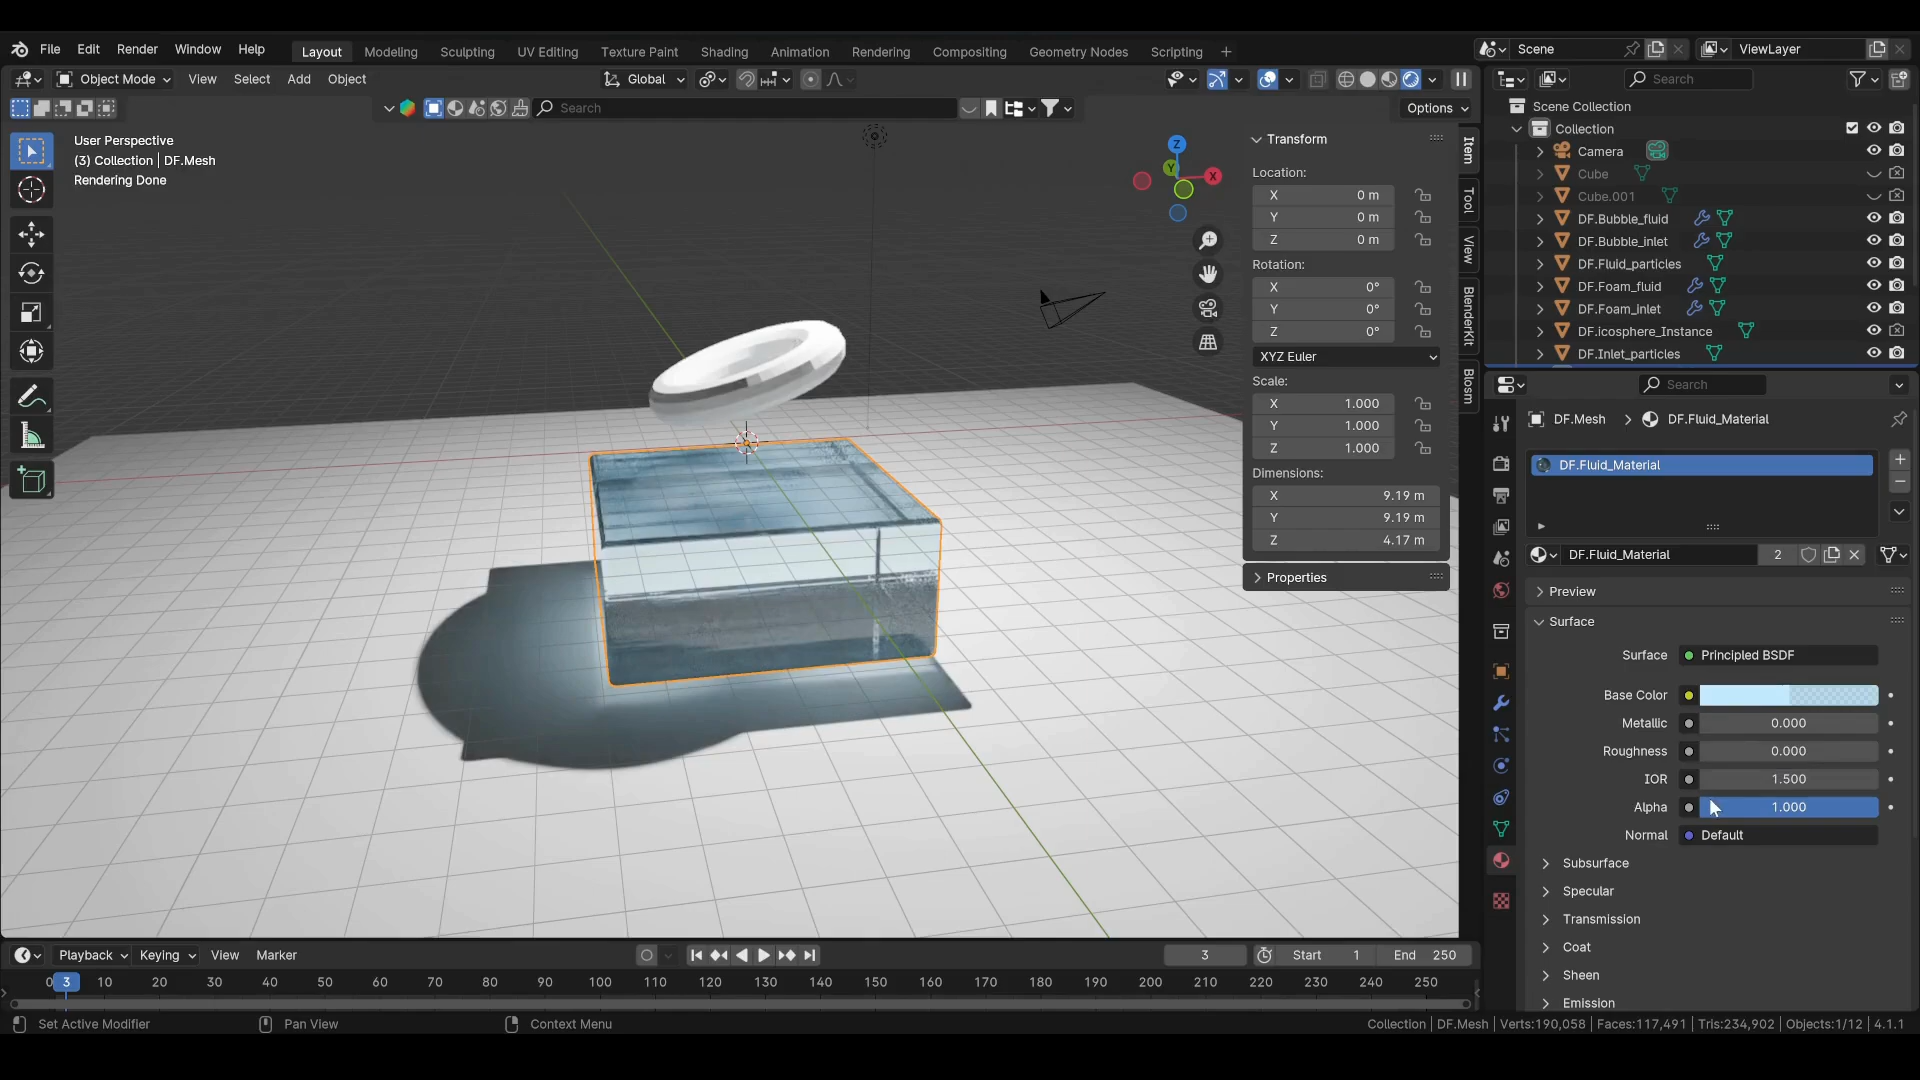 File Edit Render Window Help Layout Modeling Sculpting UV Editing Texture Paint Shading Animation Rendering Compositing Geometry Nodes Scripting + Scene ViewLayer
Object Mode View Select Add Object Global Search
Search Options
User Perspective
(3) Collection | DF.Mesh
Rendering Done
Z
Y
X
Transform
Location:
X 0 m
Y 0 m
Z 0 m
Rotation:
X 0°
Y 0°
Z 0°
XYZ Euler
Scale:
X 1.000
Y 1.000
Z 1.000
Dimensions:
X 9.19 m
Y 9.19 m
Z 4.17 m
Properties
Item
Tool
View
BlenderKit
Blosm
Scene Collection
Collection
Camera
Cube
Cube.001
DF.Bubble_fluid
DF.Bubble_inlet
DF.Fluid_particles
DF.Foam_fluid
DF.Foam_inlet
DF.icosphere_Instance
DF.Inlet_particles
Search
DF.Mesh > DF.Fluid_Material
DF.Fluid_Material
DF.Fluid_Material 2
Preview
Surface
Surface Principled BSDF
Base Color
Metallic 0.000
Roughness 0.000
IOR 1.500
Alpha 1.000
Normal Default
Subsurface
Specular
Transmission
Coat
Sheen
Emission
Playback Keying View Marker 3 Start 1 End 250
0 3 10 20 30 40 50 60 70 80 90 100 110 120 130 140 150 160 170 180 190 200 210 220 230 240 250
Set Active Modifier Pan View Context Menu Collection | DF.Mesh | Verts:190,058 | Faces:117,491 | Tris:234,902 | Objects:1/12 | 4.1.1